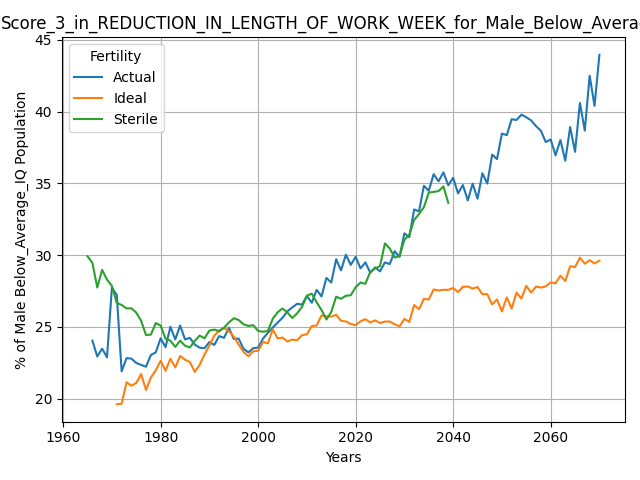 Score_3_in_REDUCTION_IN_LENGTH_OF_WORK_WEEK_for_Male_Below_Avera
Fertility
Actual
Ideal
Sterile
% of Male Below_Average_IQ Population
45
40
35
30
25
20
1960
1980
2000
2020
2040
2060
Years